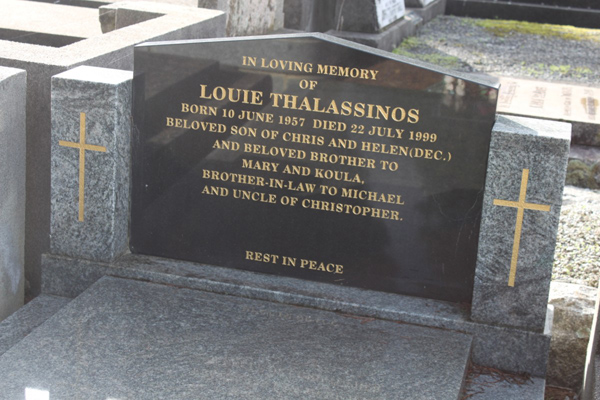 IN LOVING MEMORY
OF
LOUIE THALASSINOS
BORN 10 JUNE 1957 DIED 22 JULY 1999
BELOVED SON OF CHRIS AND HELEN(DEC.)
AND BELOVED BROTHER TO
MARY AND KOULA,
BROTHER-IN-LAW TO MICHAEL
AND UNCLE OF CHRISTOPHER.
REST IN PEACE